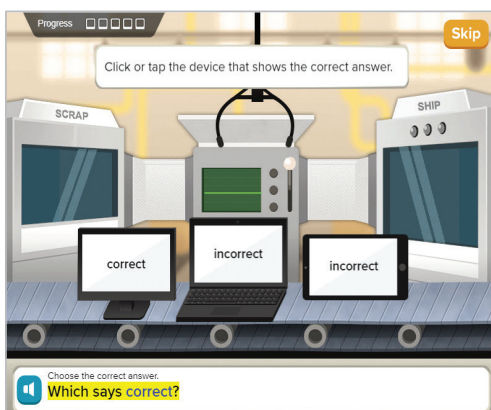 Progress
Skip
Click or tap the device that shows the correct answer.
SCRAP
SHIP
correct
incorrect
incorrect
Choose the correct answer.
Which says correct?